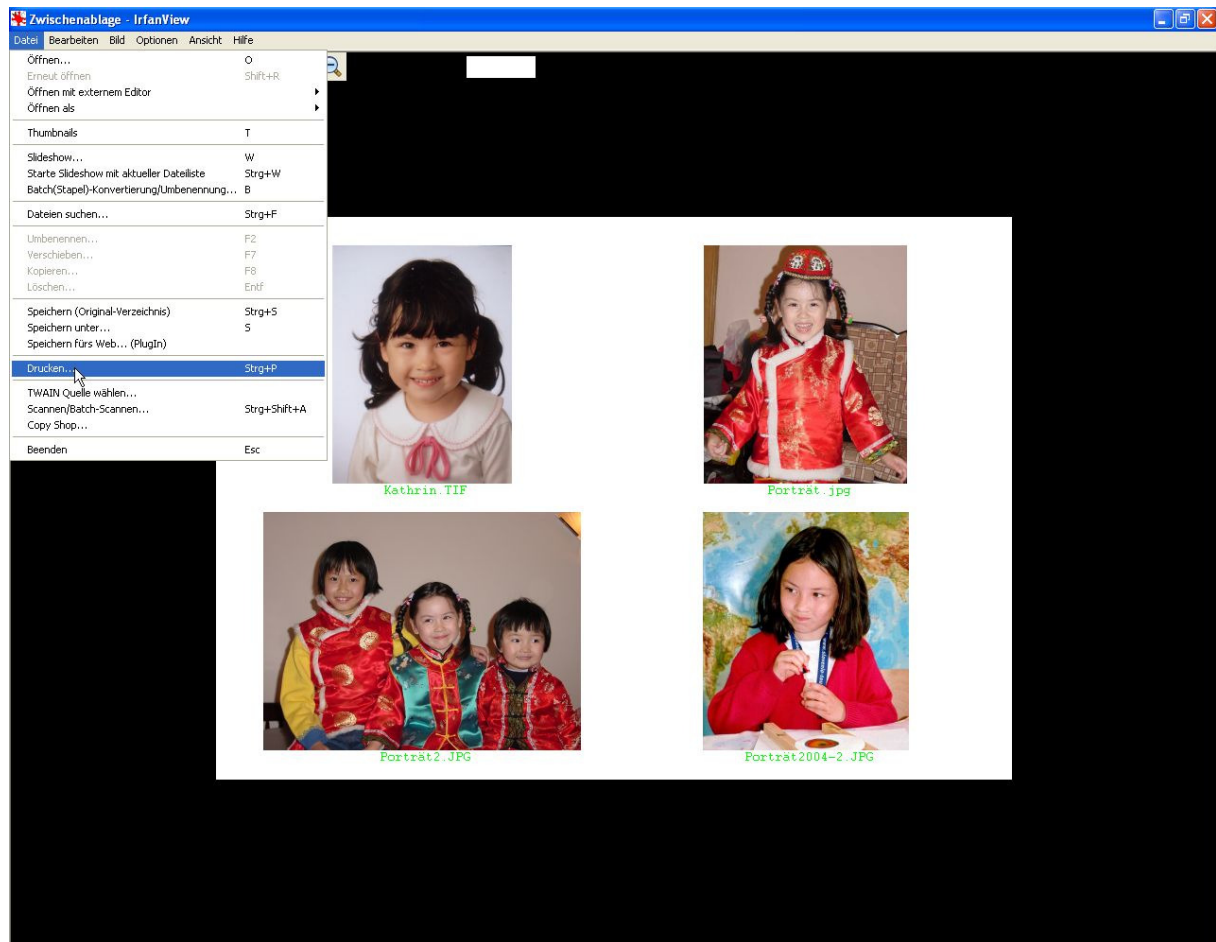 Zwischenablage - IrfanView
Datei Bearbeiten Bild Optionen Ansicht Hilfe
Öffnen... O
Erneut öffnen Shift+R
Öffnen mit externem Editor
Öffnen als
Thumbnails T
Slideshow... W
Starte Slideshow mit aktueller Dateiliste Strg+W
Batch(Stapel)-Konvertierung/Umbenennung... B
Dateien suchen... Strg+F
Umbenennen... F2
Verschieben... F7
Kopieren... F8
Löschen... Entf
Speichern (Original-Verzeichnis) Strg+S
Speichern unter... S
Speichern fürs Web... (PlugIn)
Drucken... Strg+P
TWAIN Quelle wählen...
Scannen/Batch-Scannen... Strg+Shift+A
Copy Shop...
Beenden Esc
Kathrin.TIF
Porträt.jpg
Porträt2.JPG
Porträt2004-2.JPG